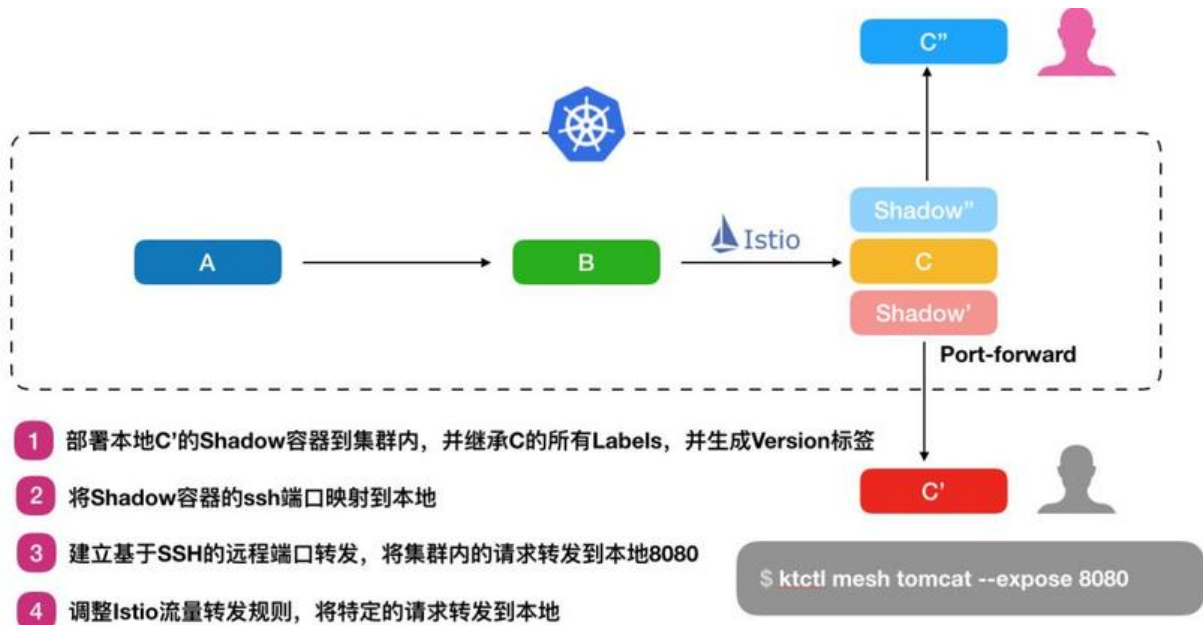 C”
Shadow”
A
B
Istio
C
Shadow’
Port-forward
1 部署本地C’的Shadow容器到集群内，并继承C的所有Labels，并生成Version标签
2 将Shadow容器的ssh端口映射到本地
C’
3 建立基于SSH的远程端口转发，将集群内的请求转发到本地8080
$ ktctl mesh tomcat --expose 8080
4 调整Istio流量转发规则，将特定的请求转发到本地